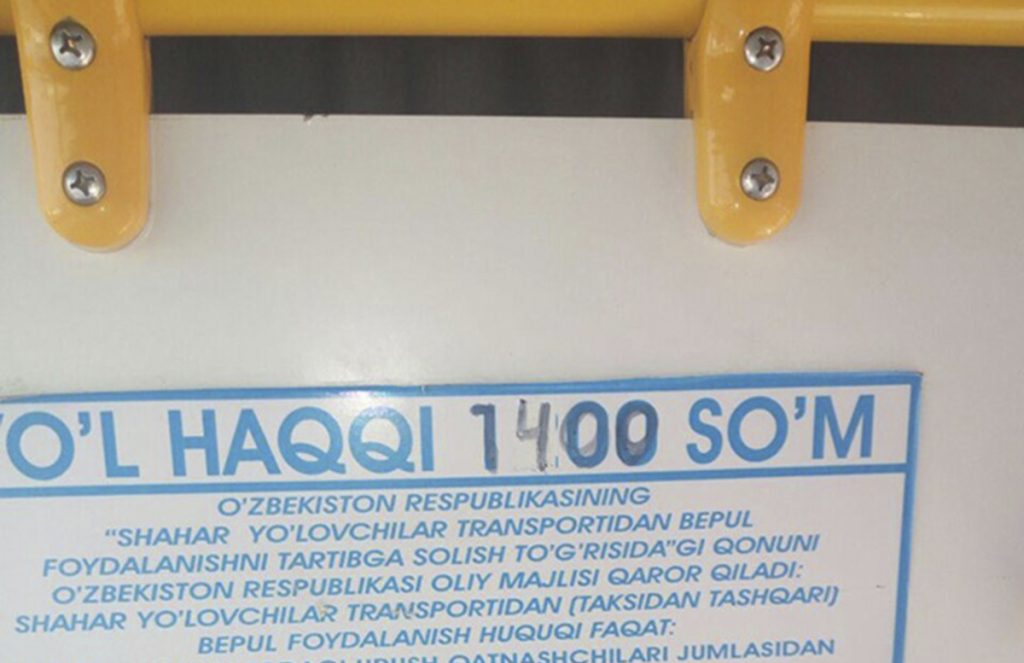 YO'L HAQQI 1400 SO'M
O'ZBEKISTON RESPUBLIKASINING
“SHAHAR YO'LOVCHILAR TRANSPORTIDAN BEPUL
FOYDALANISHNI TARTIBGA SOLISH TO'G'RISIDA”GI QONUNI
O'ZBEKISTON RESPUBLIKASI OLIY MAJLISI QAROR QILADI:
SHAHAR YO'LOVCHILAR TRANSPORTIDAN (TAKSIDAN TASHQARI)
BEPUL FOYDALANISH HUQUQI FAQAT:
QATNASHCHILARI JUMLASIDAN